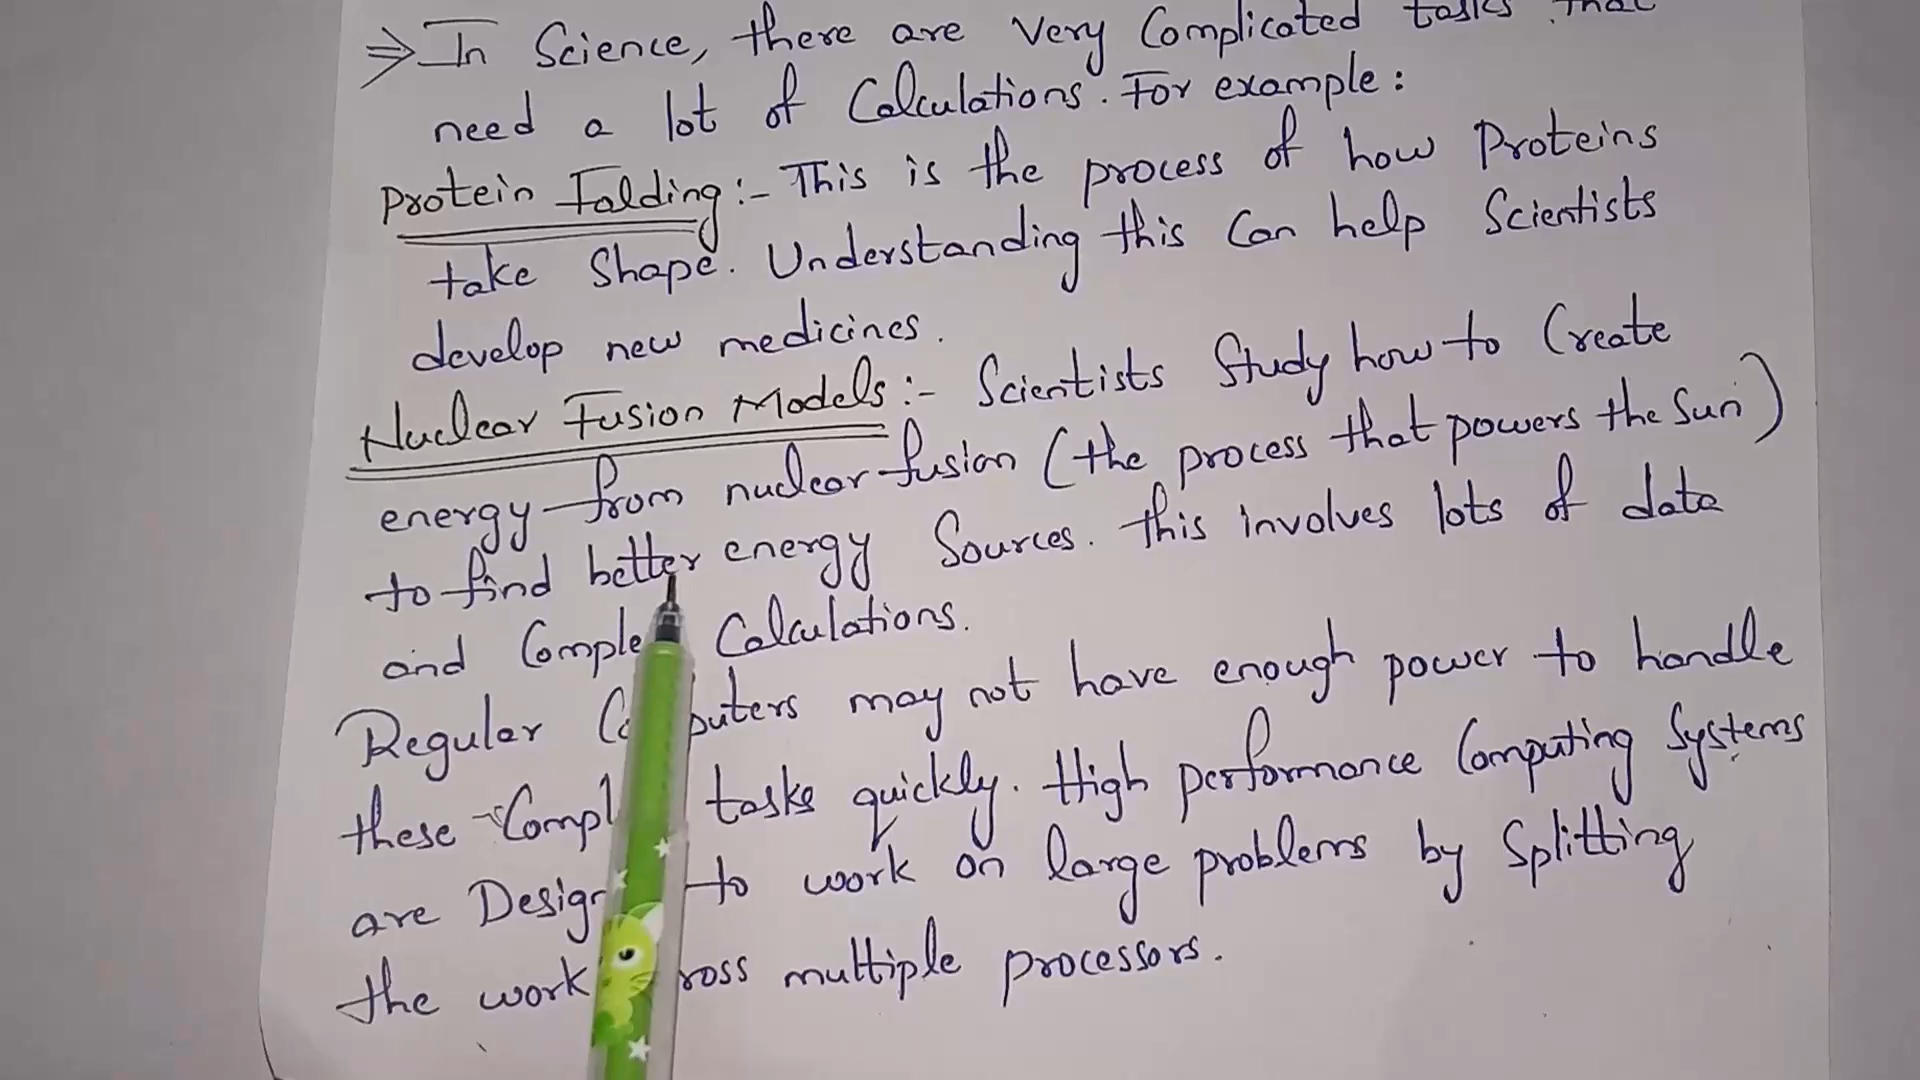 ⇒ In Science, there are Very Complicated tasks that
need a lot of Calculations. For example:
Protein Folding:- This is the process of how Proteins
take Shape. Understanding this Can help Scientists
develop new medicines.
Nuclear Fusion Models:- Scientists Study how to Create
energy from nuclear fusion (the process that powers the Sun)
to find better energy Sources. this involves lots of data
and Comple Calculations.
Regular Co puters may not have enough power to handle
these Compl tasks quickly. High performance Computing Systems
are Design to work on large problems by Splitting
the work ross multiple processors.